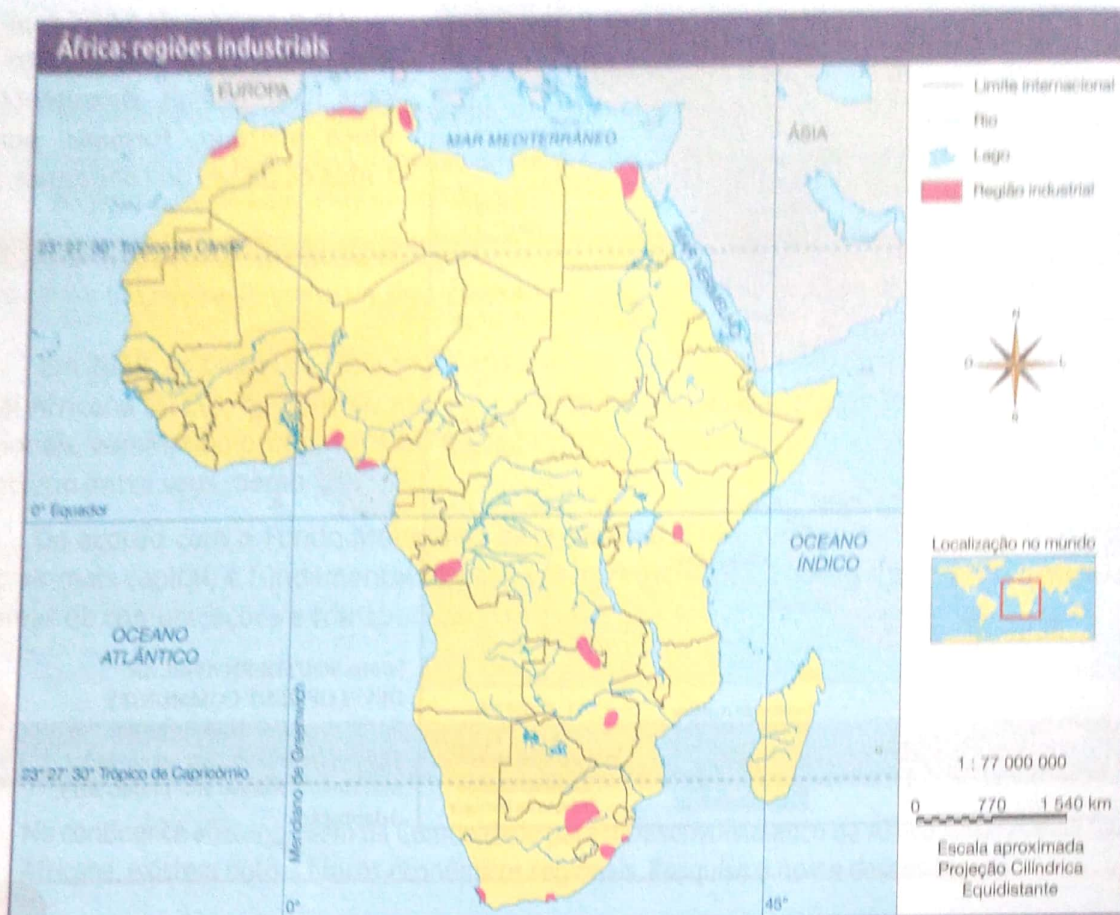 África: regiões industriais
EUROPA
MAR MEDITERRÂNEO
ÁSIA
23° 27' 30" Trópico de Câncer
MAR VERMELHO
0° Equador
OCEANO
ÍNDICO
OCEANO
ATLÂNTICO
Meridiano de Greenwich
23° 27' 30" Trópico de Capricórnio
0°
45°
Limite internacional
Rio
Lago
Região industrial
N
O
L
S
Localização no mundo
1 : 77 000 000
0 770 1 540 km
Escala aproximada
Projeção Cilíndrica
Equidistante